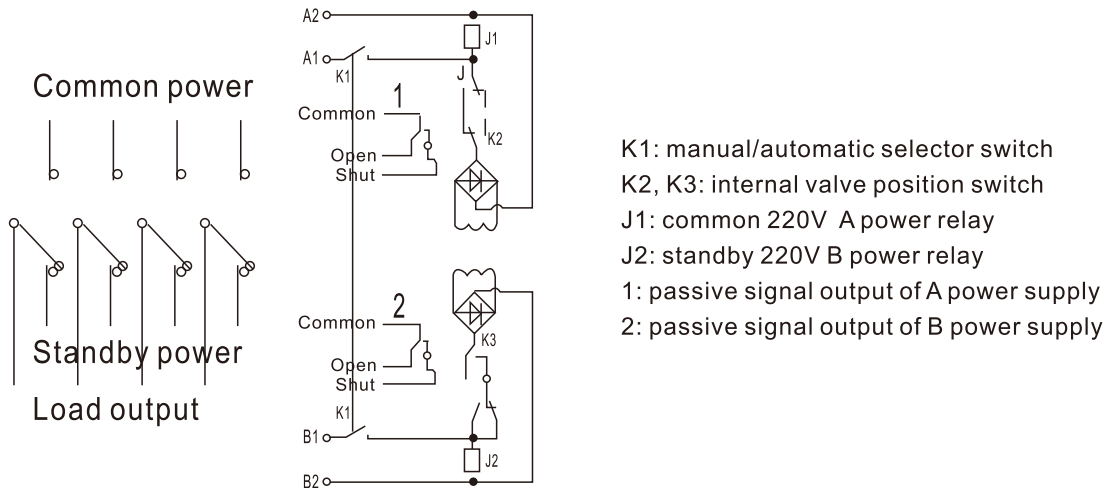 Common power
Standby power
Load output
A2
J1
A1
K1
J
1
Common
K2
Open
Shut
2
Common
K3
Open
Shut
K1
B1
J2
B2
K1: manual/automatic selector switch
K2, K3: internal valve position switch
J1: common 220V A power relay
J2: standby 220V B power relay
1: passive signal output of A power supply
2: passive signal output of B power supply